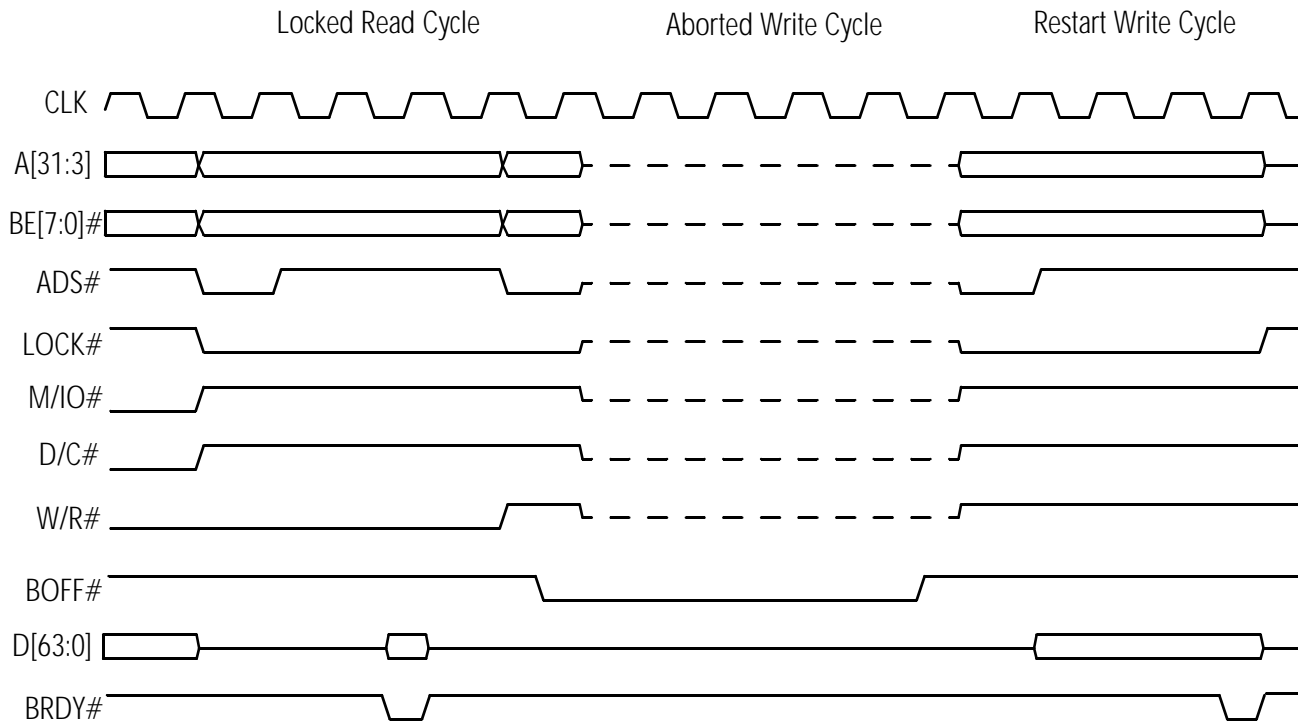 Locked Read Cycle Aborted Write Cycle Restart Write Cycle
CLK
A[31:3]
BE[7:0]#
ADS#
LOCK#
M/IO#
D/C#
W/R#
BOFF#
D[63:0]
BRDY#